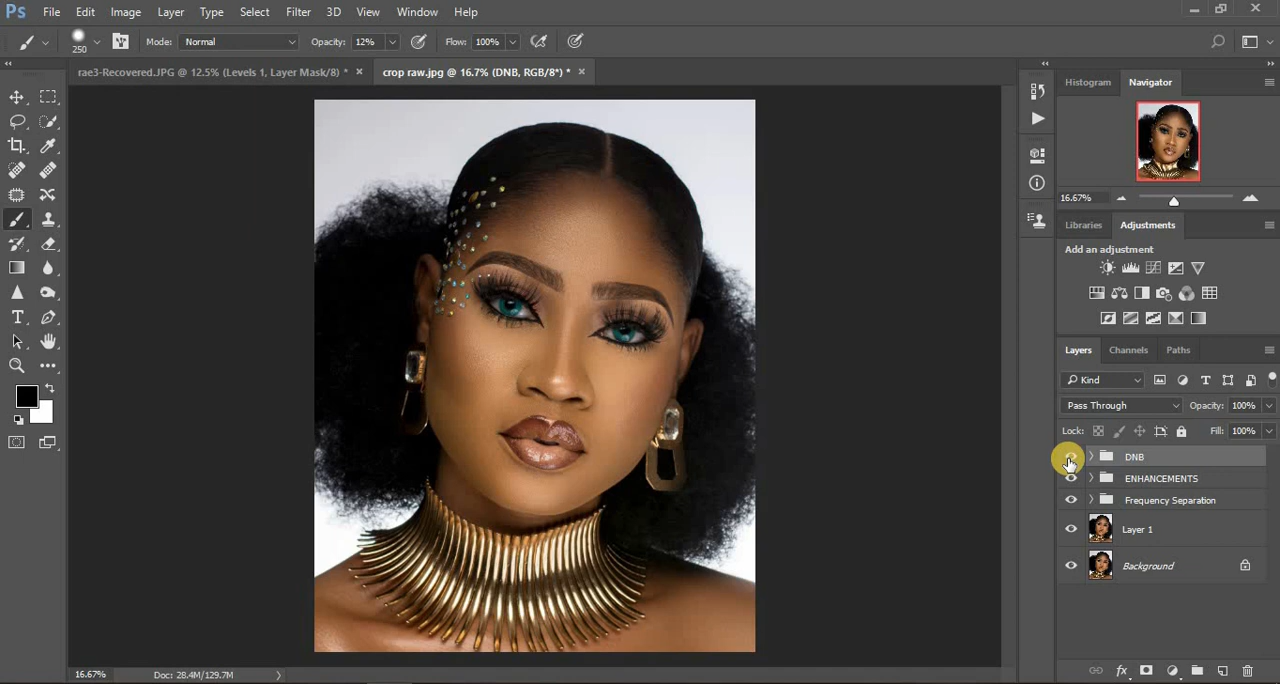 Ps File Edit Image Layer Type Select Filter 3D View Window Help
250 Mode: Normal Opacity: 12% Flow: 100%
rae3-Recovered.JPG @ 12.5% (Levels 1, Layer Mask/8) * × crop raw.jpg @ 16.7% (DNB, RGB/8*) * ×
Histogram Navigator
16.67%
Libraries Adjustments
Add an adjustment
Layers Channels Paths
Kind
Pass Through Opacity: 100%
Lock: Fill: 100%
DNB
ENHANCEMENTS
Frequency Separation
Layer 1
Background
16.67% Doc: 28.4M/129.7M